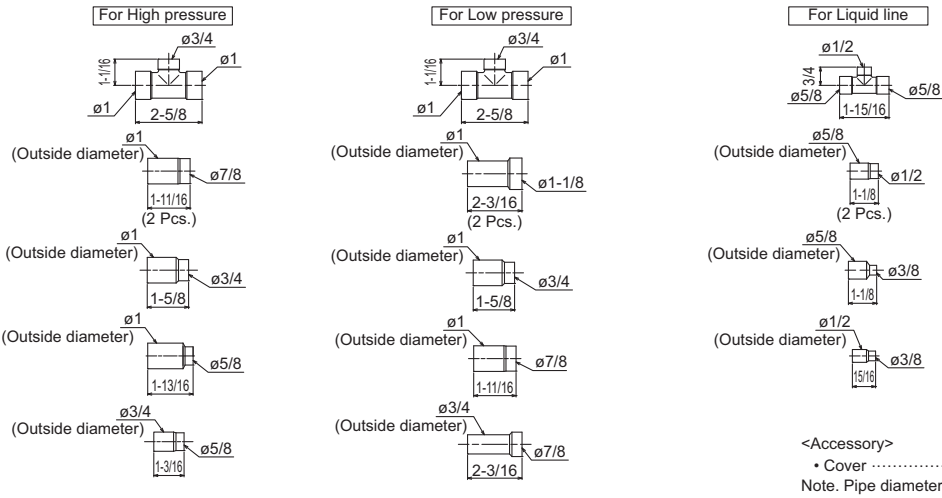 For High pressure
ø3/4
1-1/16
ø1
ø1
2-5/8
ø1
(Outside diameter)
ø7/8
1-11/16
(2 Pcs.)
ø1
(Outside diameter)
ø3/4
1-5/8
ø1
(Outside diameter)
ø5/8
1-13/16
ø3/4
(Outside diameter)
ø5/8
1-3/16
For Low pressure
ø3/4
1-1/16
ø1
ø1
2-5/8
ø1
(Outside diameter)
ø1-1/8
2-3/16
(2 Pcs.)
ø1
(Outside diameter)
ø3/4
1-5/8
ø1
(Outside diameter)
ø7/8
1-11/16
ø3/4
(Outside diameter)
ø7/8
2-3/16
For Liquid line
ø1/2
3/4
ø5/8
ø5/8
1-15/16
ø5/8
(Outside diameter)
ø1/2
1-1/8
(2 Pcs.)
ø5/8
(Outside diameter)
ø3/8
1-1/8
ø1/2
(Outside diameter)
ø3/8
15/16
<Accessory>
• Cover ············
Note. Pipe diameter